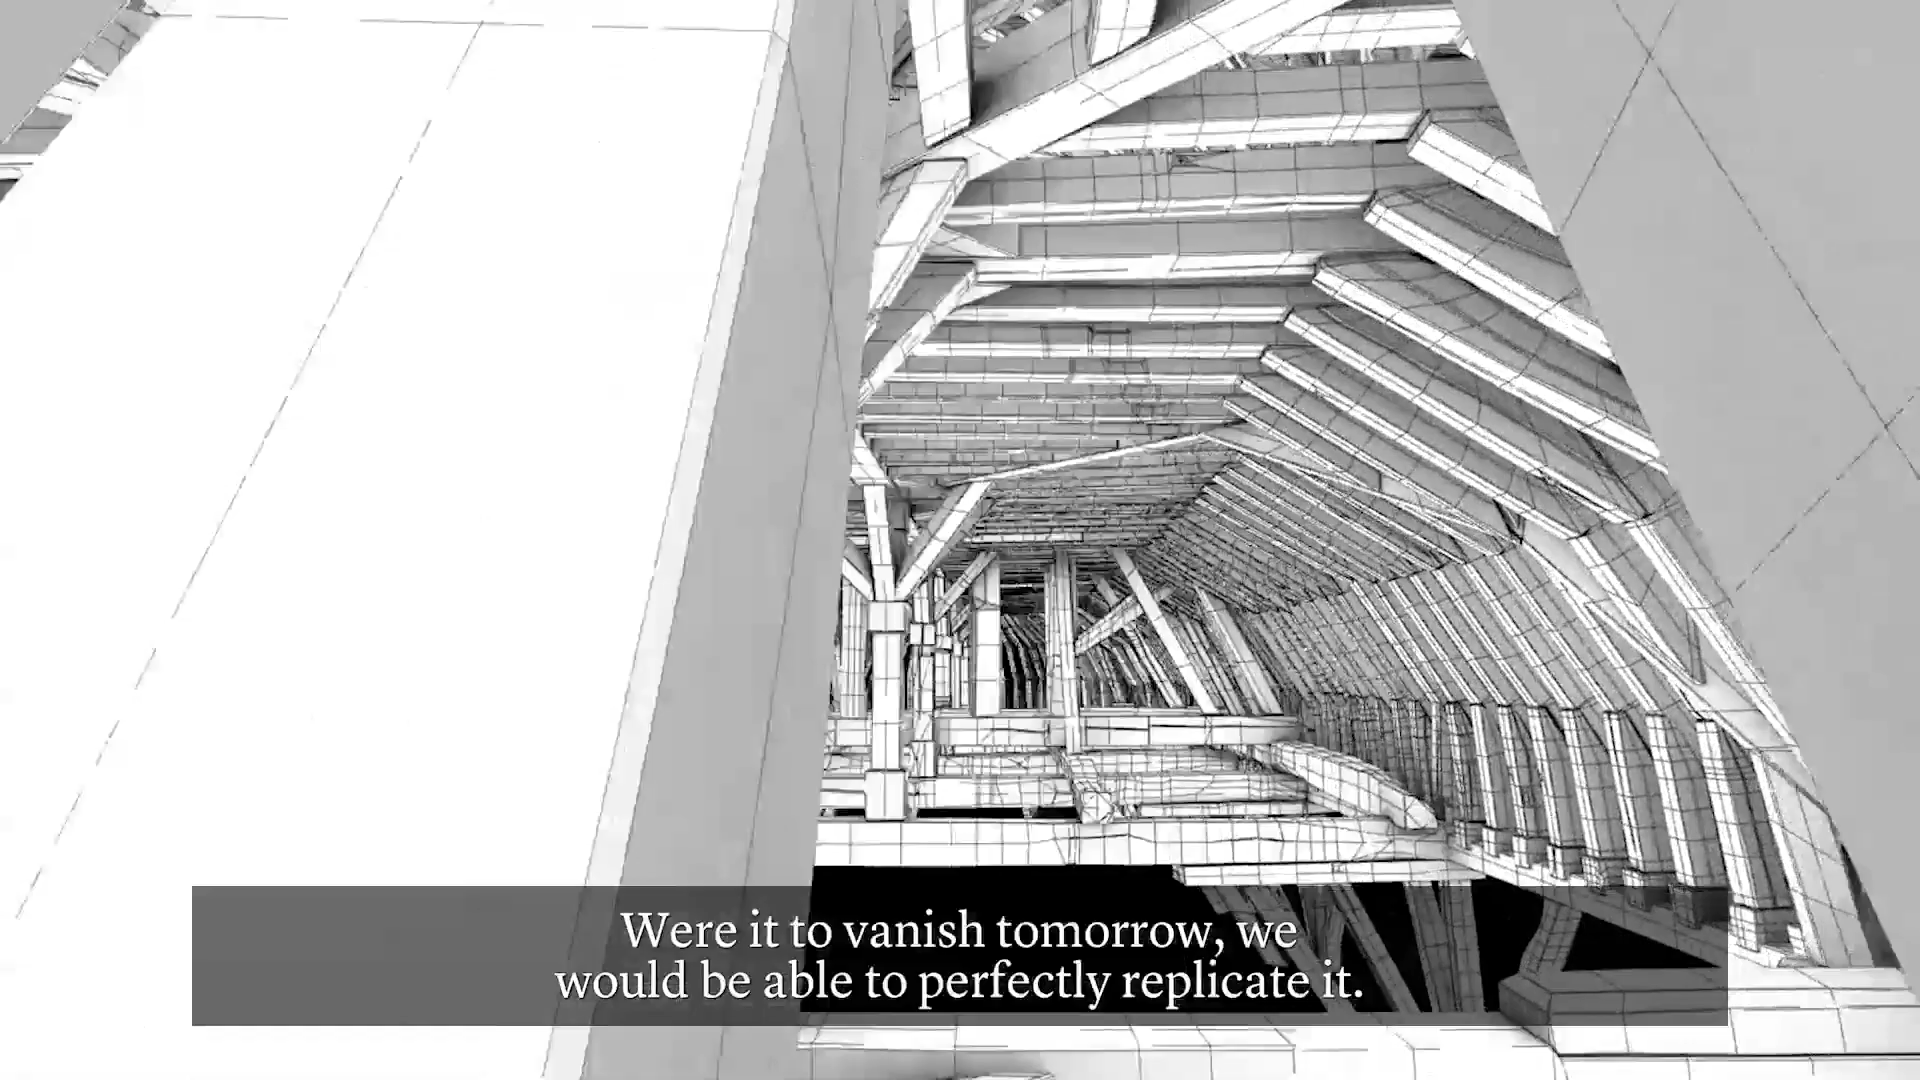 Were it to vanish tomorrow, we
would be able to perfectly replicate it.